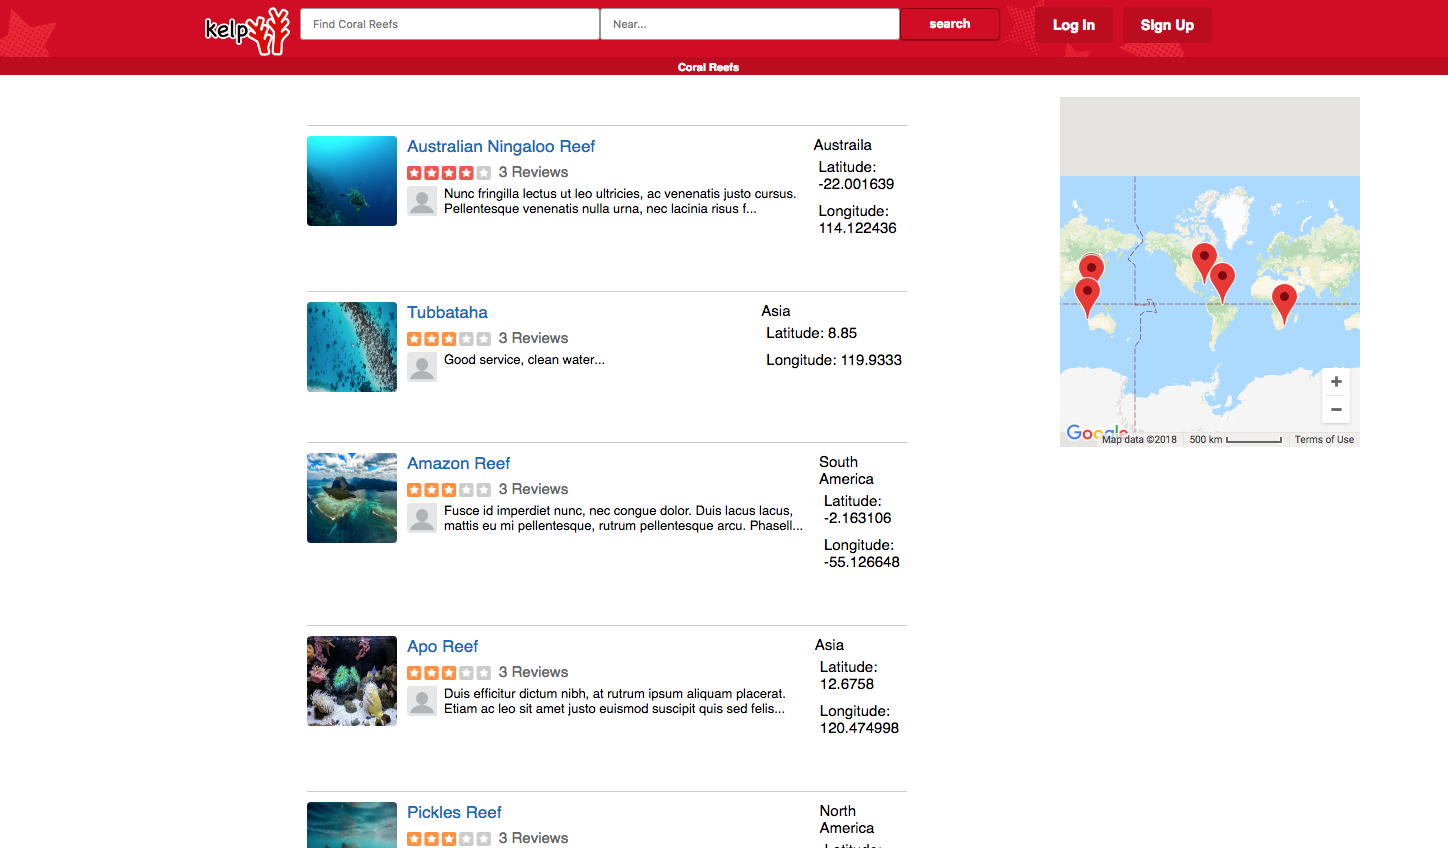 kelp
Find Coral Reefs
Near...
search
Log In
Sign Up
Coral Reefs
Australian Ningaloo Reef
3 Reviews
Nunc fringilla lectus ut leo ultricies, ac venenatis justo cursus.
Pellentesque venenatis nulla urna, nec lacinia risus f...
Austraila
Latitude:
-22.001639
Longitude:
114.122436
Tubbataha
3 Reviews
Good service, clean water...
Asia
Latitude: 8.85
Longitude: 119.9333
Amazon Reef
3 Reviews
Fusce id imperdiet nunc, nec congue dolor. Duis lacus lacus,
mattis eu mi pellentesque, rutrum pellentesque arcu. Phasell...
South
America
Latitude:
-2.163106
Longitude:
-55.126648
Apo Reef
3 Reviews
Duis efficitur dictum nibh, at rutrum ipsum aliquam placerat.
Etiam ac leo sit amet justo euismod suscipit quis sed felis...
Asia
Latitude:
12.6758
Longitude:
120.474998
Pickles Reef
3 Reviews
North
America
Latitude:
+
−
Google
Map data ©2018
500 km
Terms of Use